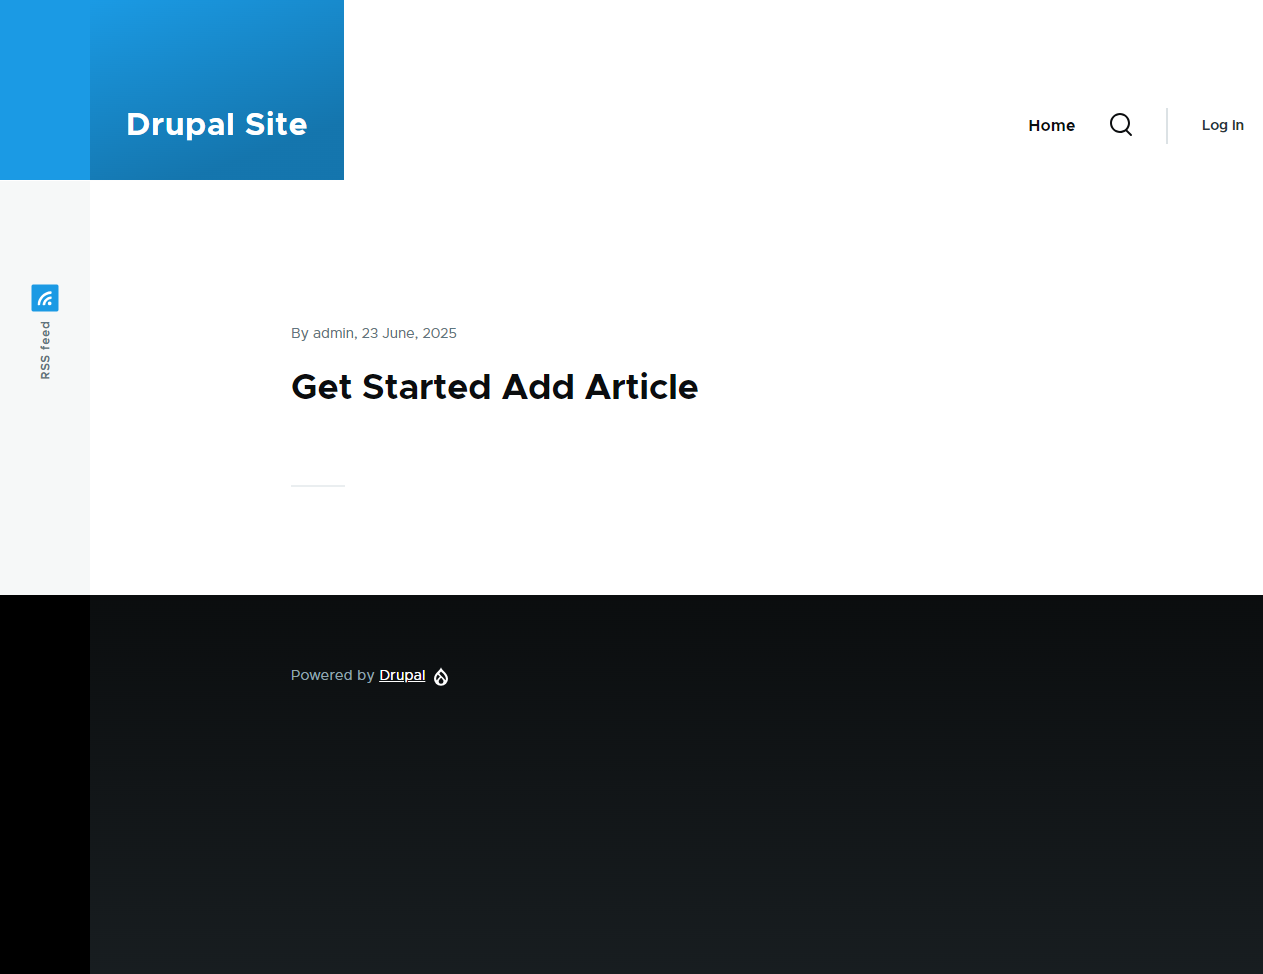 Drupal Site
Home
Log in
RSS feed
By admin, 23 June, 2025
Get Started Add Article
Powered by Drupal